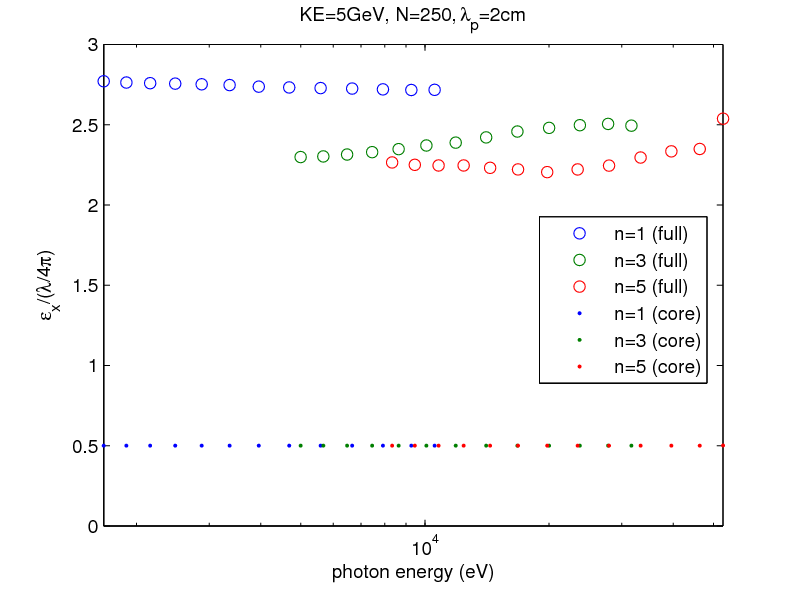 KE=5GeV, N=250, λp=2cm
3
2.5
2
1.5
1
0.5
0
εx/(λ/4π)
n=1 (full)
n=3 (full)
n=5 (full)
n=1 (core)
n=3 (core)
n=5 (core)
10^4
photon energy (eV)